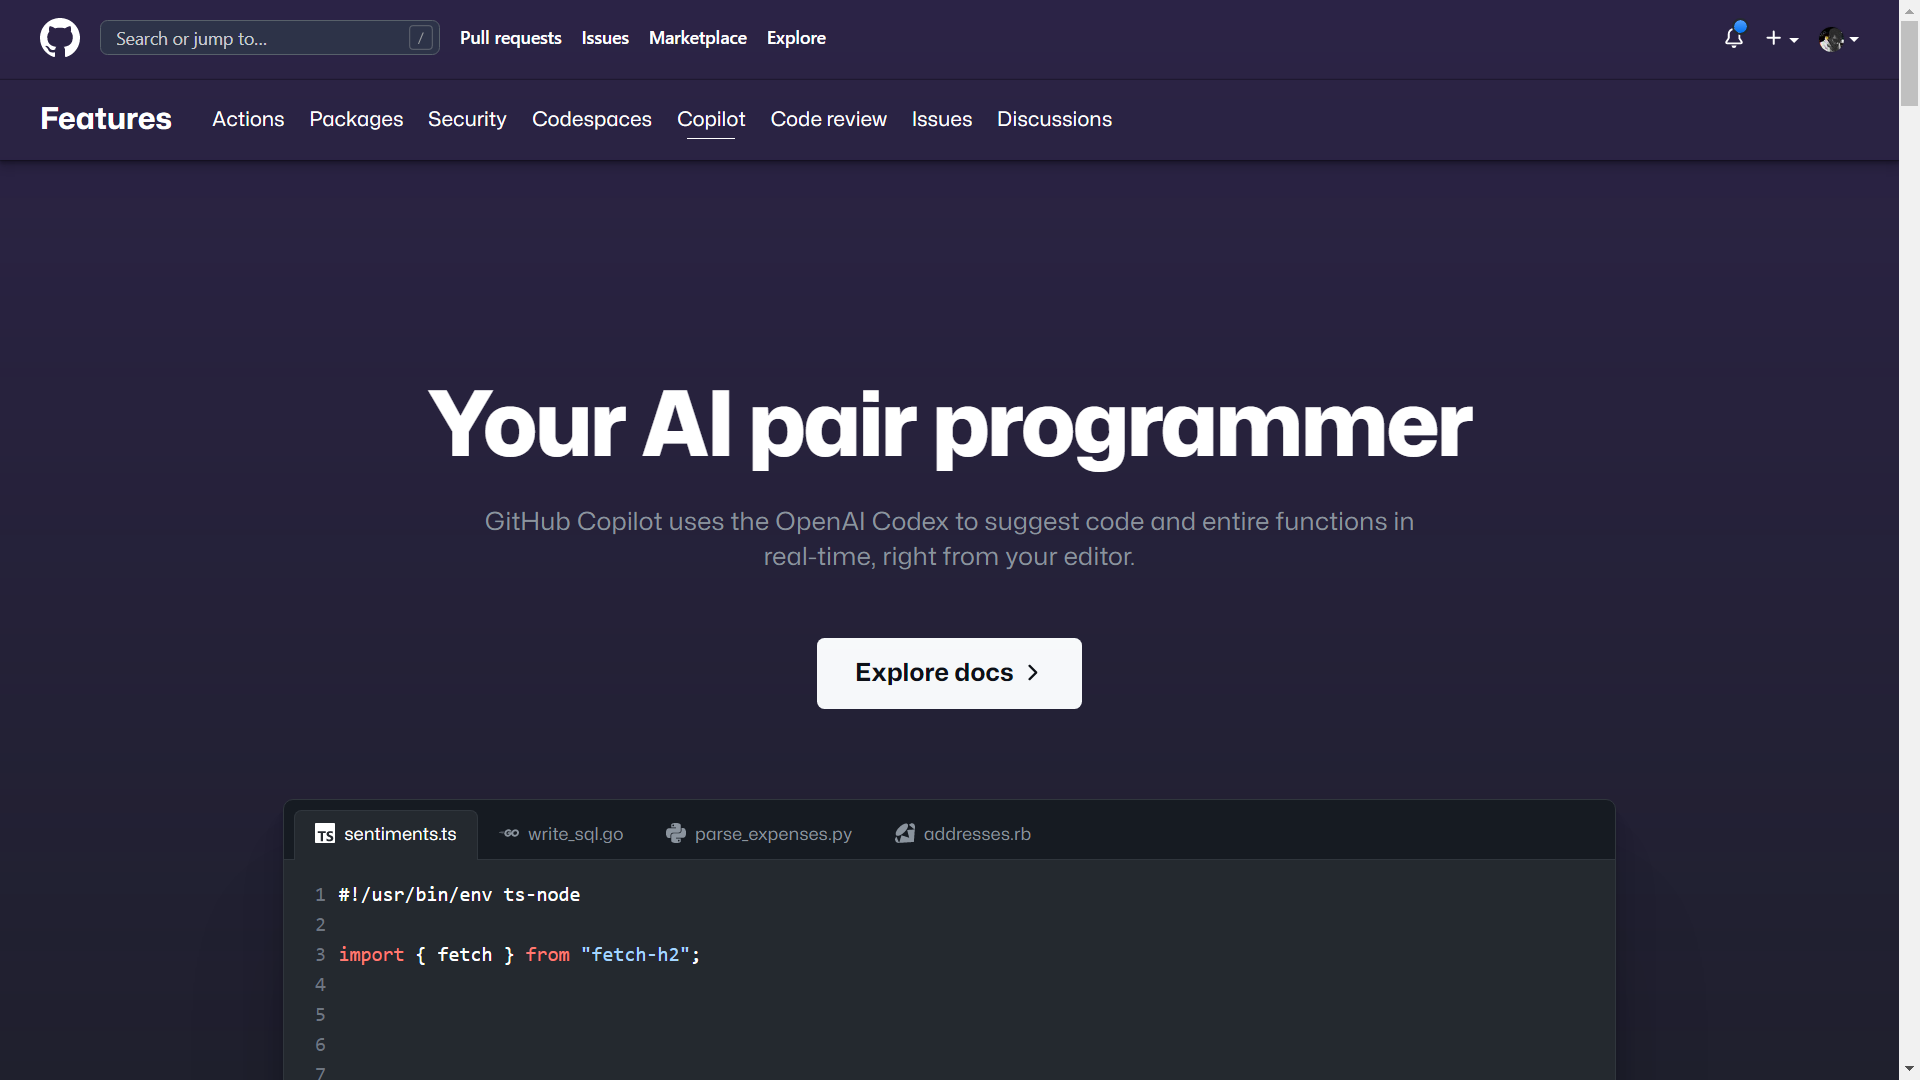 Search or jump to... / Pull requests Issues Marketplace Explore
Features Actions Packages Security Codespaces Copilot Code review Issues Discussions
Your AI pair programmer
GitHub Copilot uses the OpenAI Codex to suggest code and entire functions in
real-time, right from your editor.
Explore docs
TS sentiments.ts GO write_sql.go parse_expenses.py addresses.rb
1 #!/usr/bin/env ts-node
2
3 import { fetch } from "fetch-h2";
4
5
6
7